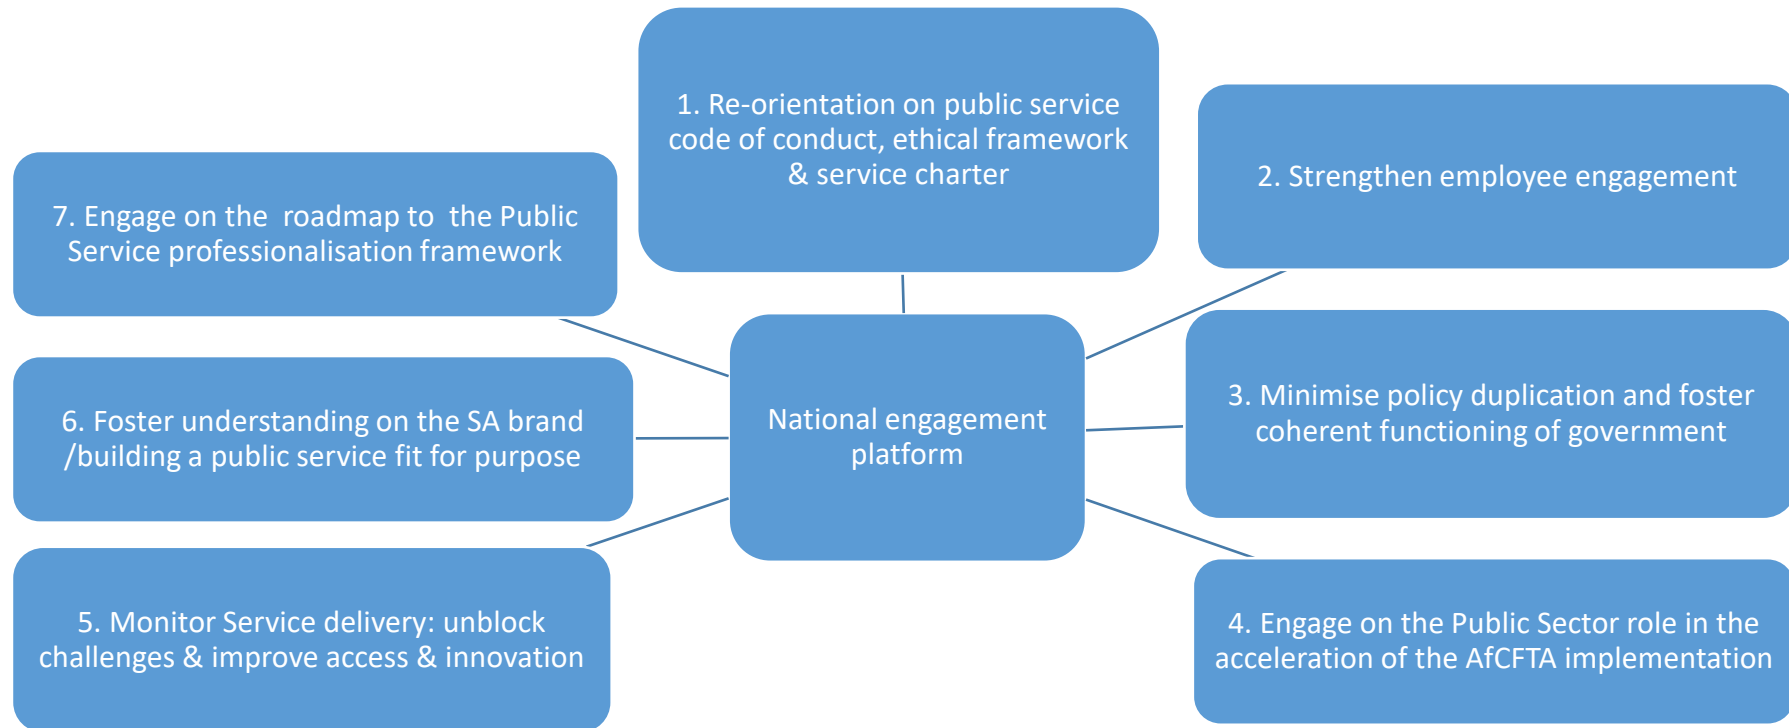 1. Re-orientation on public service
code of conduct, ethical framework
& service charter
2. Strengthen employee engagement
3. Minimise policy duplication and foster
coherent functioning of government
4. Engage on the Public Sector role in the
acceleration of the AfCFTA implementation
5. Monitor Service delivery: unblock
challenges & improve access & innovation
6. Foster understanding on the SA brand
/building a public service fit for purpose
7. Engage on the  roadmap to  the Public
Service professionalisation framework
National engagement
platform